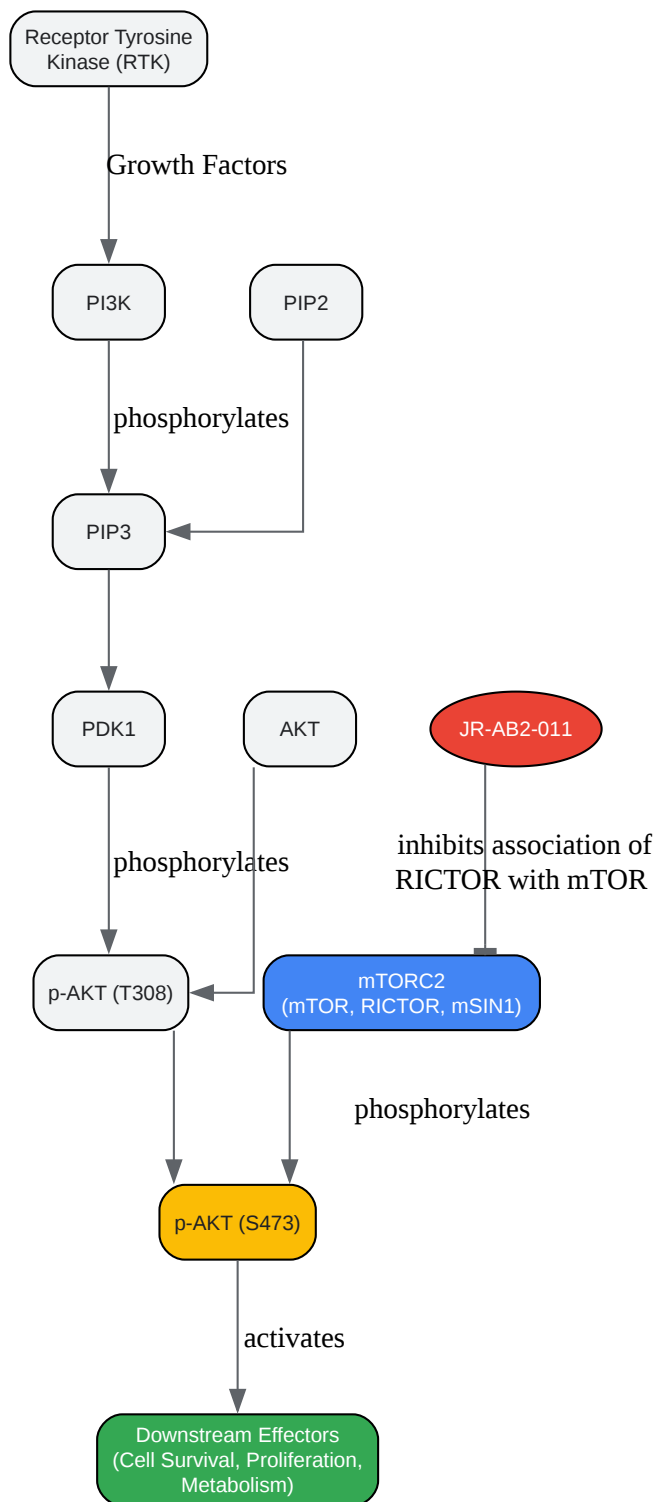 Receptor Tyrosine
Kinase (RTK)
Growth Factors
PI3K
PIP2
phosphorylates
PIP3
PDK1
AKT
JR-AB2-011
phosphorylates
inhibits association of
RICTOR with mTOR
p-AKT (T308)
mTORC2
(mTOR, RICTOR, mSIN1)
phosphorylates
p-AKT (S473)
activates
Downstream Effectors
(Cell Survival, Proliferation,
Metabolism)